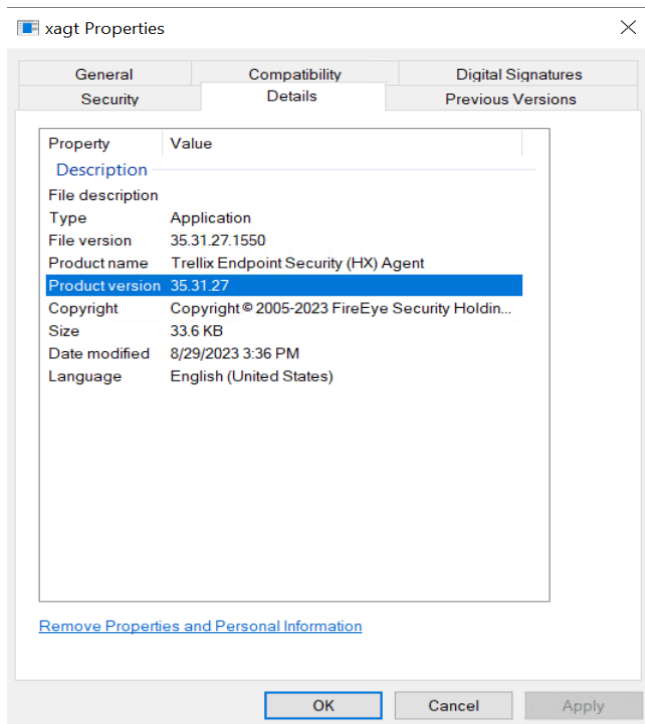 xagt Properties
General Compatibility Digital Signatures
Security Details Previous Versions
Property Value
Description
File description
Type Application
File version 35.31.27.1550
Product name Trellix Endpoint Security (HX) Agent
Product version 35.31.27
Copyright Copyright © 2005-2023 FireEye Security Holdin...
Size 33.6 KB
Date modified 8/29/2023 3:36 PM
Language English (United States)
Remove Properties and Personal Information
OK Cancel Apply